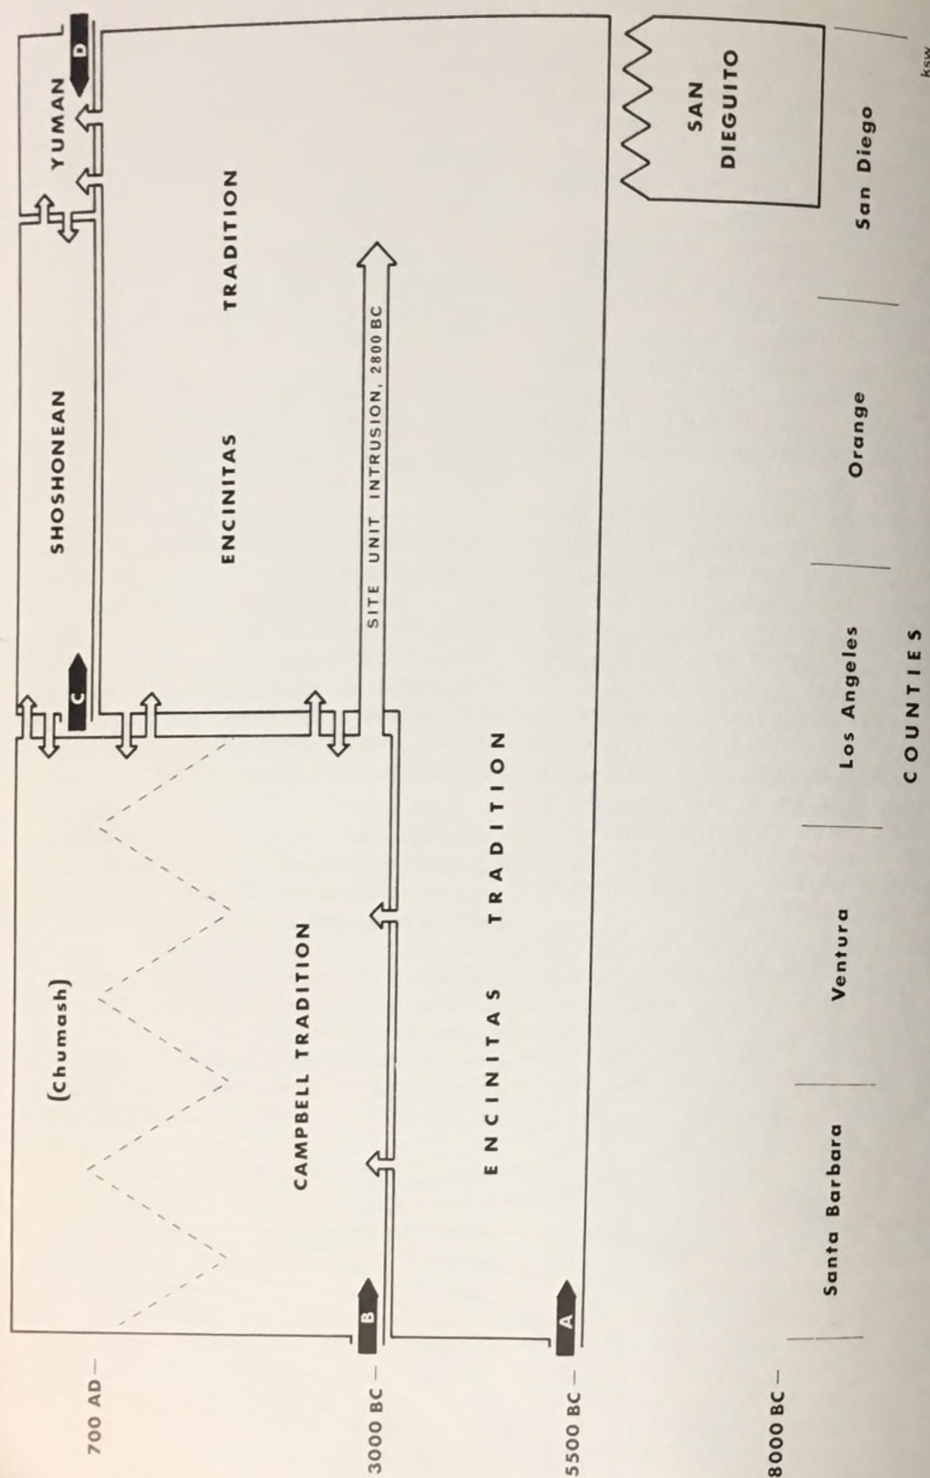 YUMAN
D
SHOSHONEAN
C
(Chumash)
700 AD
ENCINITAS TRADITION
CAMPBELL TRADITION
SITE UNIT INTRUSION, 2800 BC
B
3000 BC
ENCINITAS TRADITION
A
5500 BC
SAN
DIEGUITO
8000 BC
Santa Barbara
Ventura
Los Angeles
Orange
San Diego
COUNTIES
ksw